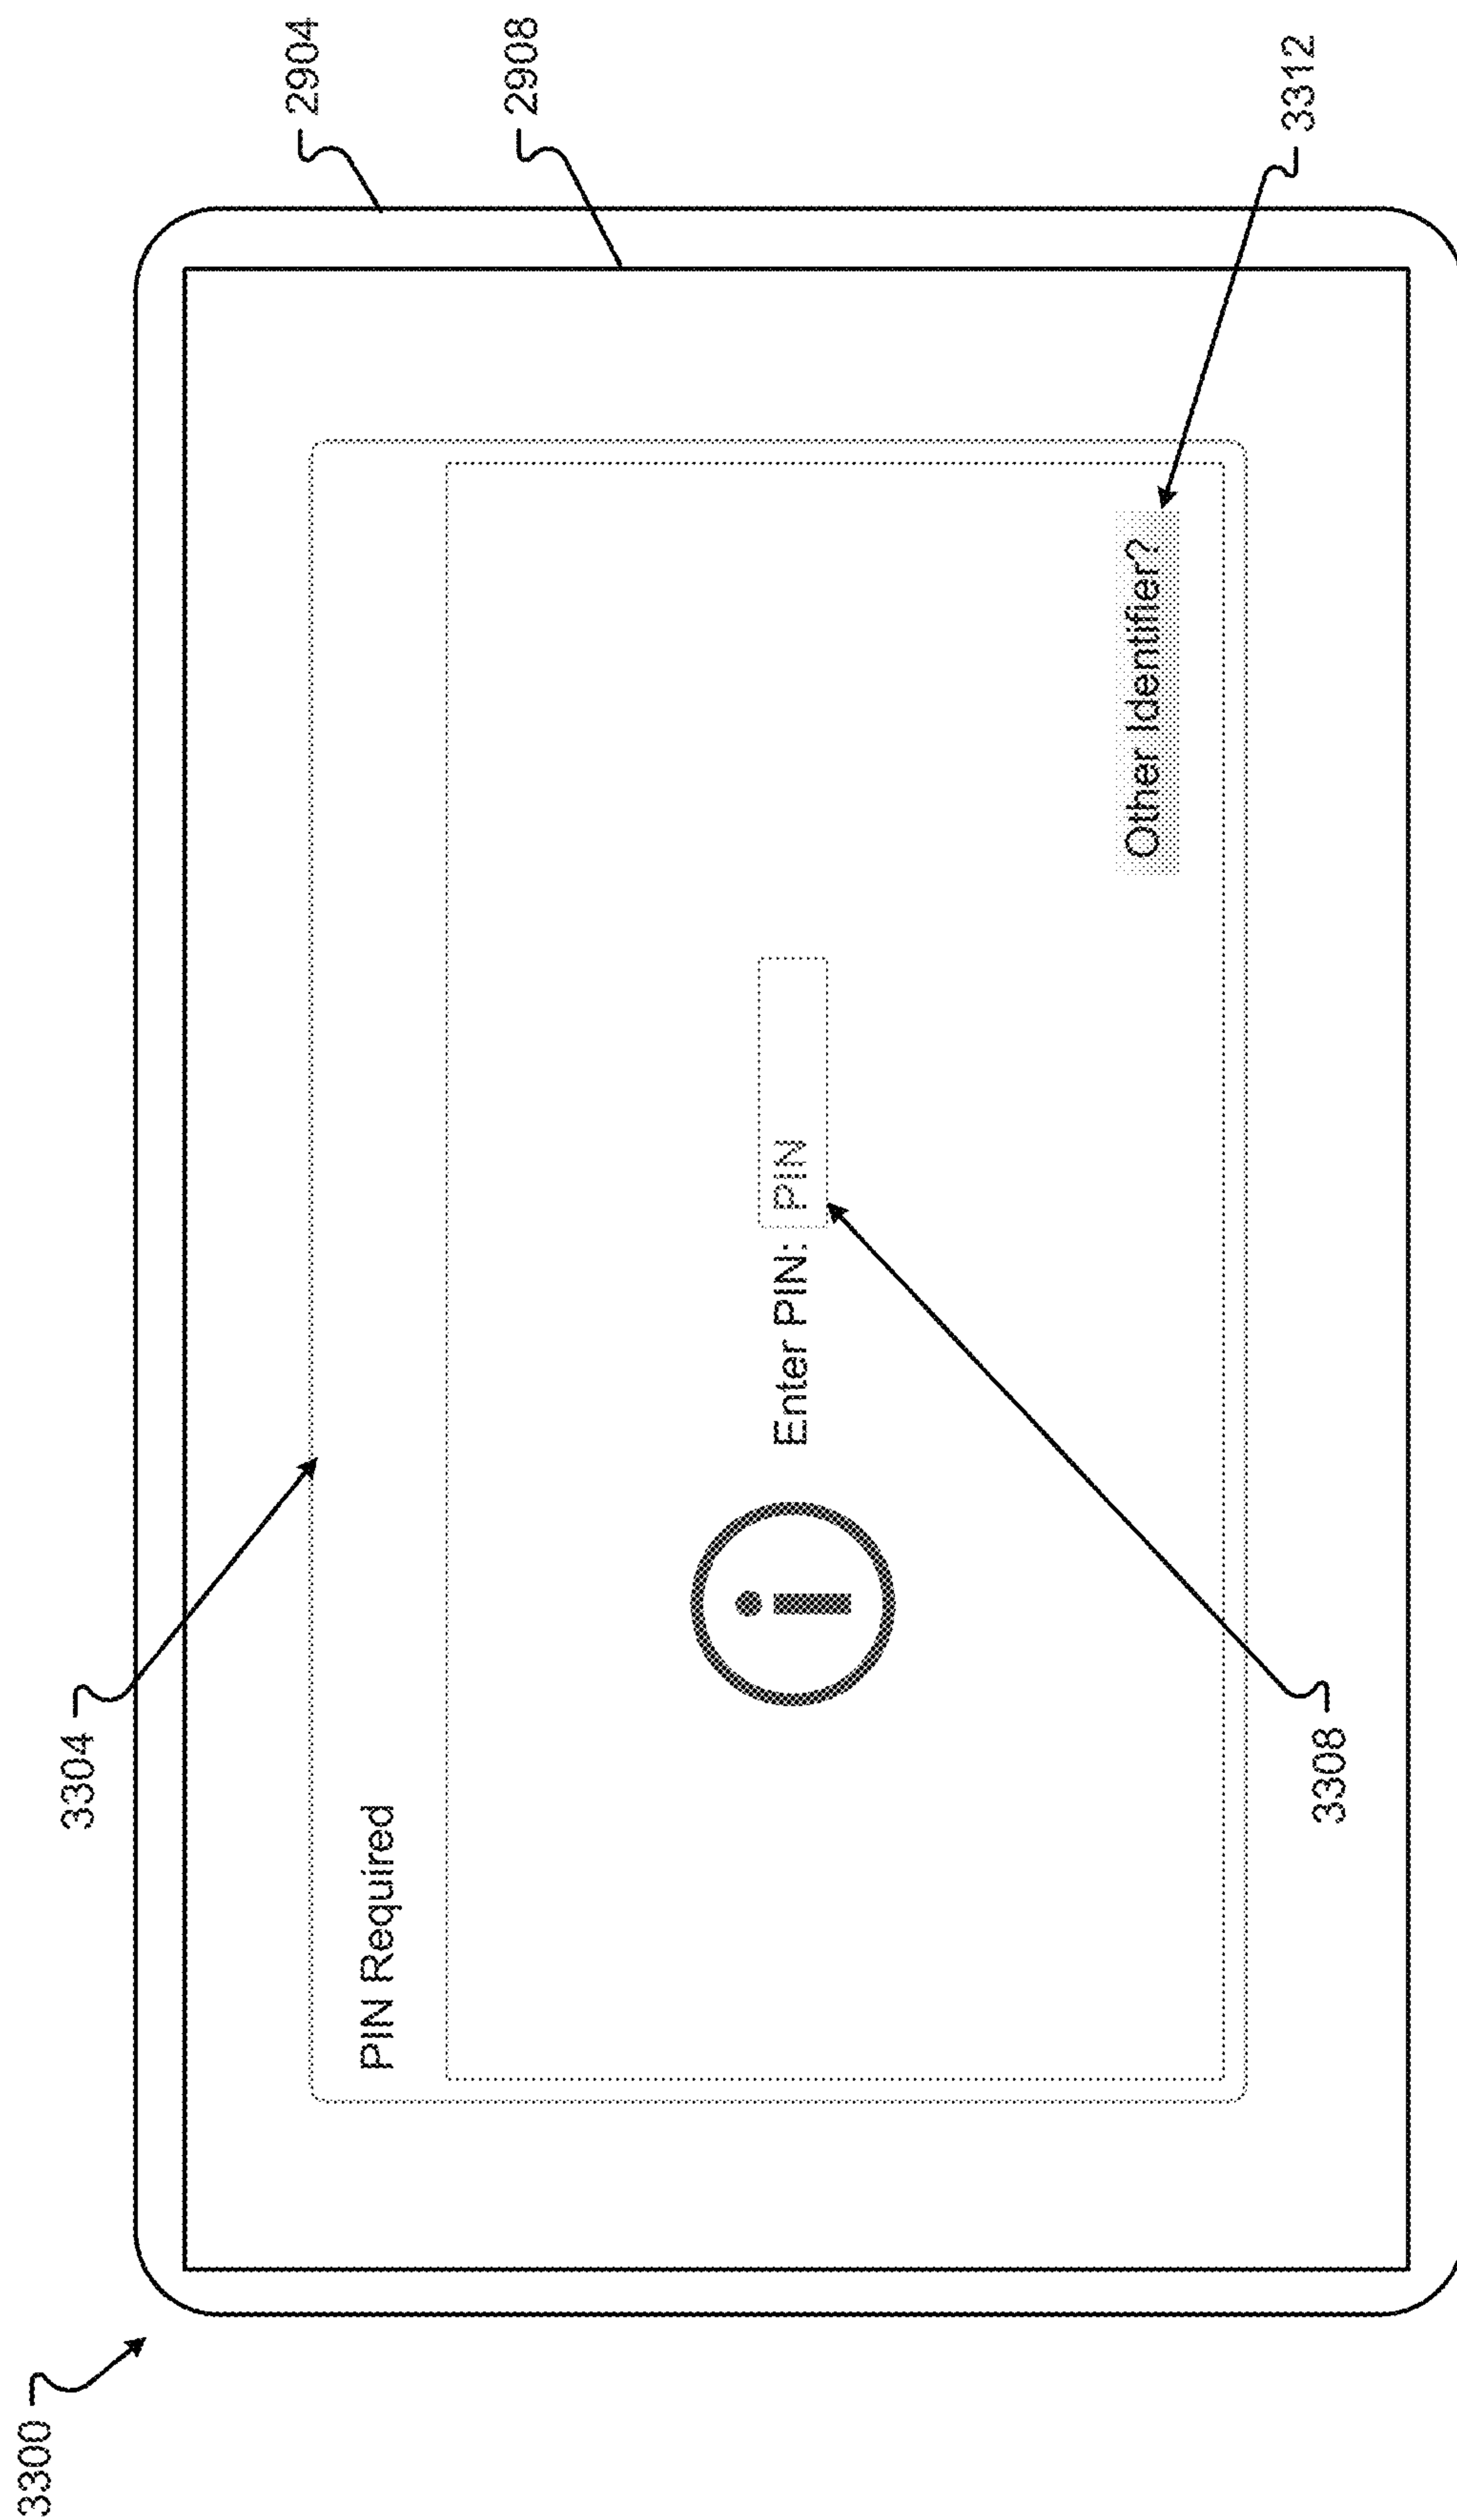 3300
3304
2904
PIN Required
2908
Enter PIN: PIN
Other Identifier?
3308
3312